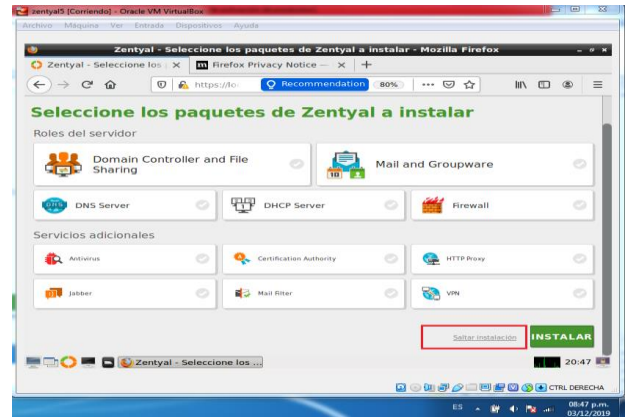 zentyal5 [Corriendo] - Oracle VM VirtualBox
Archivo Máquina Ver Entrada Dispositivos Ayuda
Zentyal - Seleccione los paquetes de Zentyal a instalar - Mozilla Firefox
Zentyal - Seleccione los
Firefox Privacy Notice —
https://lo
Recommendation
80%
Seleccione los paquetes de Zentyal a instalar
Roles del servidor
Domain Controller and File Sharing
Mail and Groupware
DNS Server
DHCP Server
Firewall
Servicios adicionales
Antivirus
Certification Authority
HTTP Proxy
Jabber
Mail Filter
VPN
Saltar instalación
INSTALAR
Zentyal - Seleccione los ...
20:47
CTRL DERECHA
ES
08:47 p.m.
03/12/2019